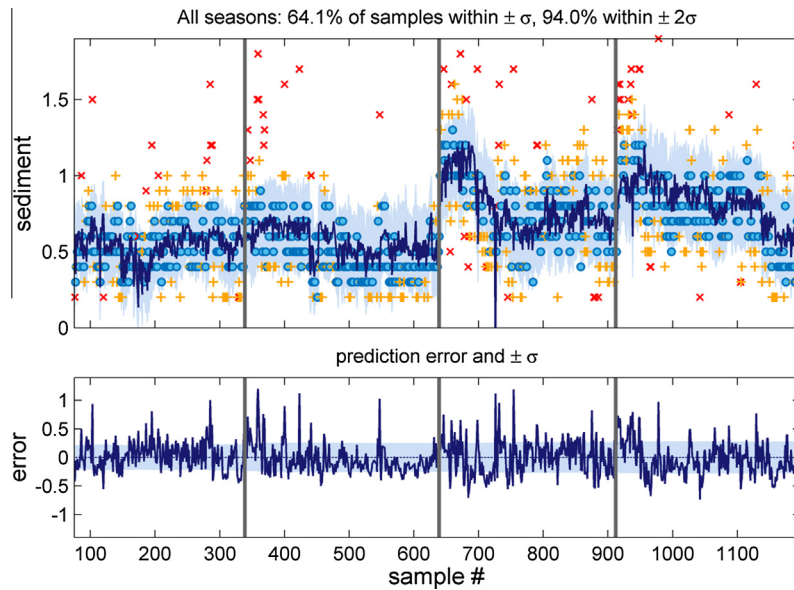 All seasons: 64.1% of samples within ± σ, 94.0% within ± 2σ
1.5
1
0.5
0
sediment
prediction error and ± σ
1
0.5
0
-0.5
-1
error
100 200 300 400 500 600 700 800 900 1000 1100
sample #